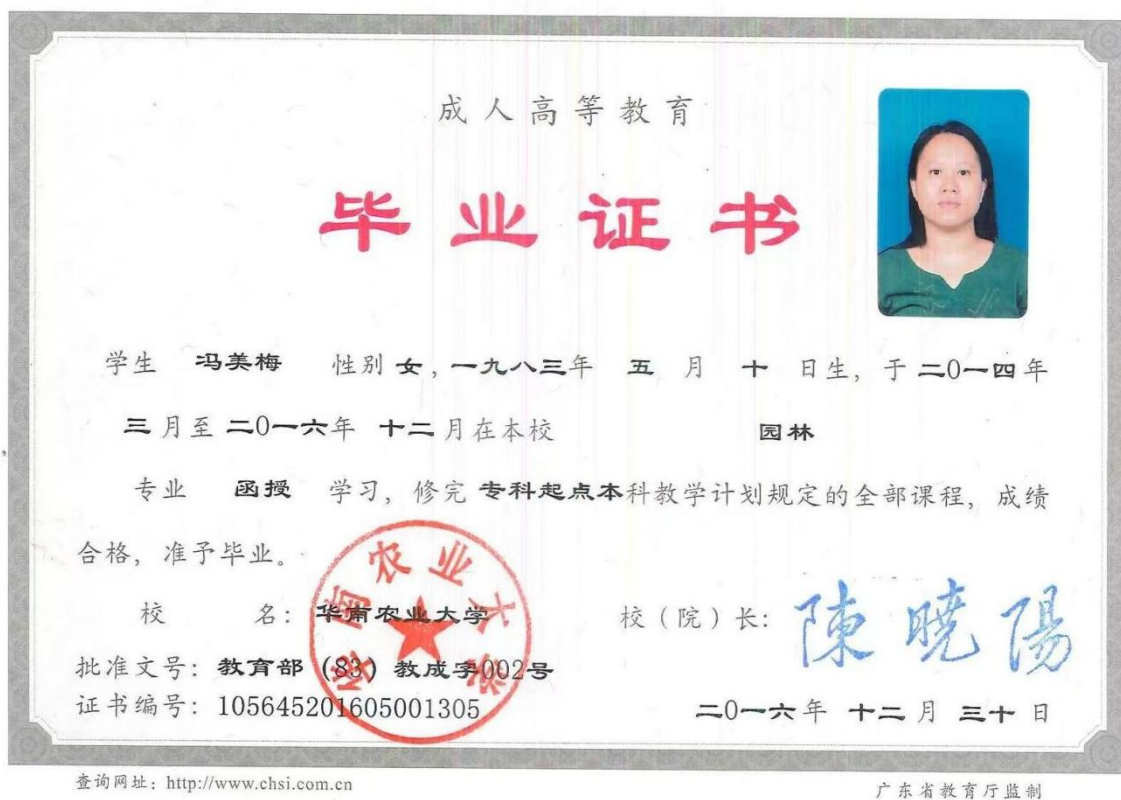 成人高等教育
毕业证书
学生 冯美梅 性别 女，一九八三年 五 月 十 日生，于 二0一四年
三 月至 二0一六年 十二 月在本校 园林
专业 函授 学习，修完 专科起点本科教学计划规定的全部课程，成绩
合格，准予毕业。
华南农业大学
校 名：华南农业大学 校（院）长：陳曉陽
批准文号：教育部（83）教成字002号
证书编号：105645201605001305 二0一六年 十二 月 三十 日
查询网址：http://www.chsi.com.cn 广东省教育厅监制